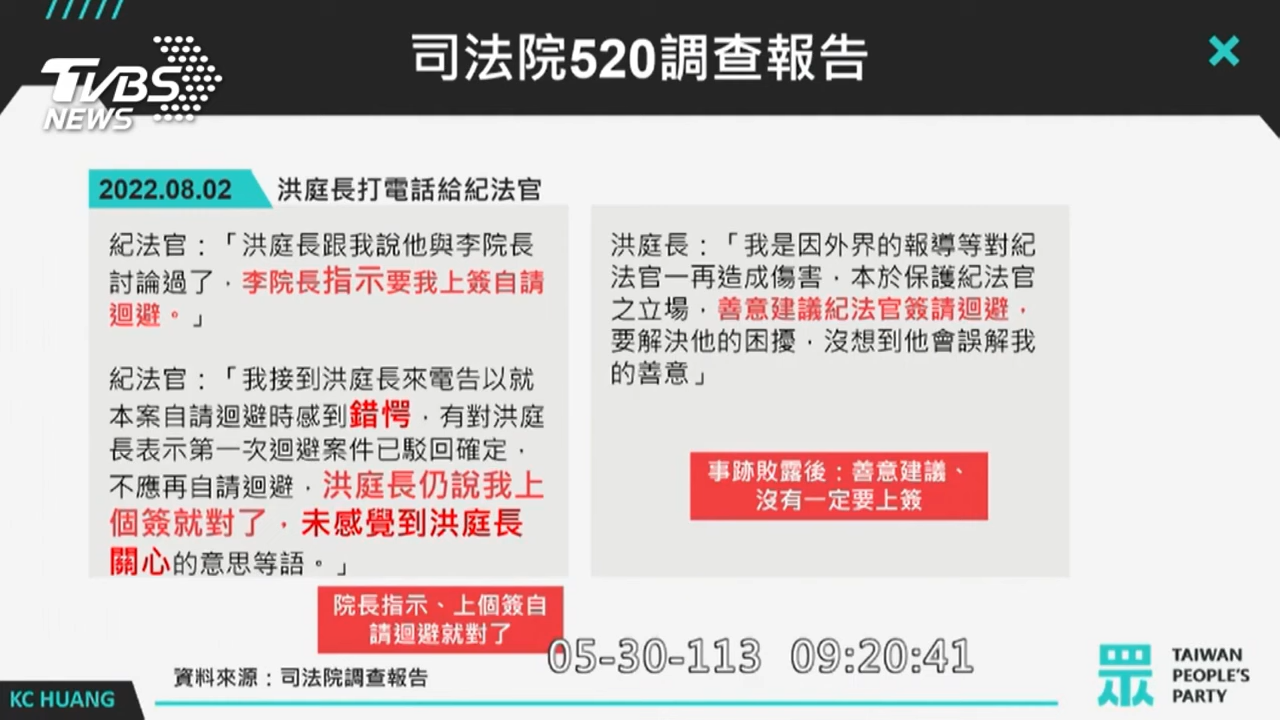 TVBS
NEWS
司法院520調查報告
2022.08.02
洪庭長打電話給紀法官
紀法官：「洪庭長跟我說他與李院長
討論過了，李院長指示要我上簽自請
迴避。」
紀法官：「我接到洪庭長來電告以就
本案自請迴避時感到錯愕，有對洪庭
長表示第一次迴避案件已駁回確定，
不應再自請迴避，洪庭長仍說我上
個簽就對了，未感覺到洪庭長
關心的意思等語。」
院長指示、上個簽自
請迴避就對了
洪庭長：「我是因外界的報導等對紀
法官一再造成傷害，本於保護紀法官
之立場，善意建議紀法官簽請迴避，
要解決他的困擾，沒想到他會誤解我
的善意」
事跡敗露後：善意建議、
沒有一定要上簽
05-30-113 09:20:41
資料來源：司法院調查報告
KC HUANG
眾
TAIWAN
PEOPLE'S
PARTY